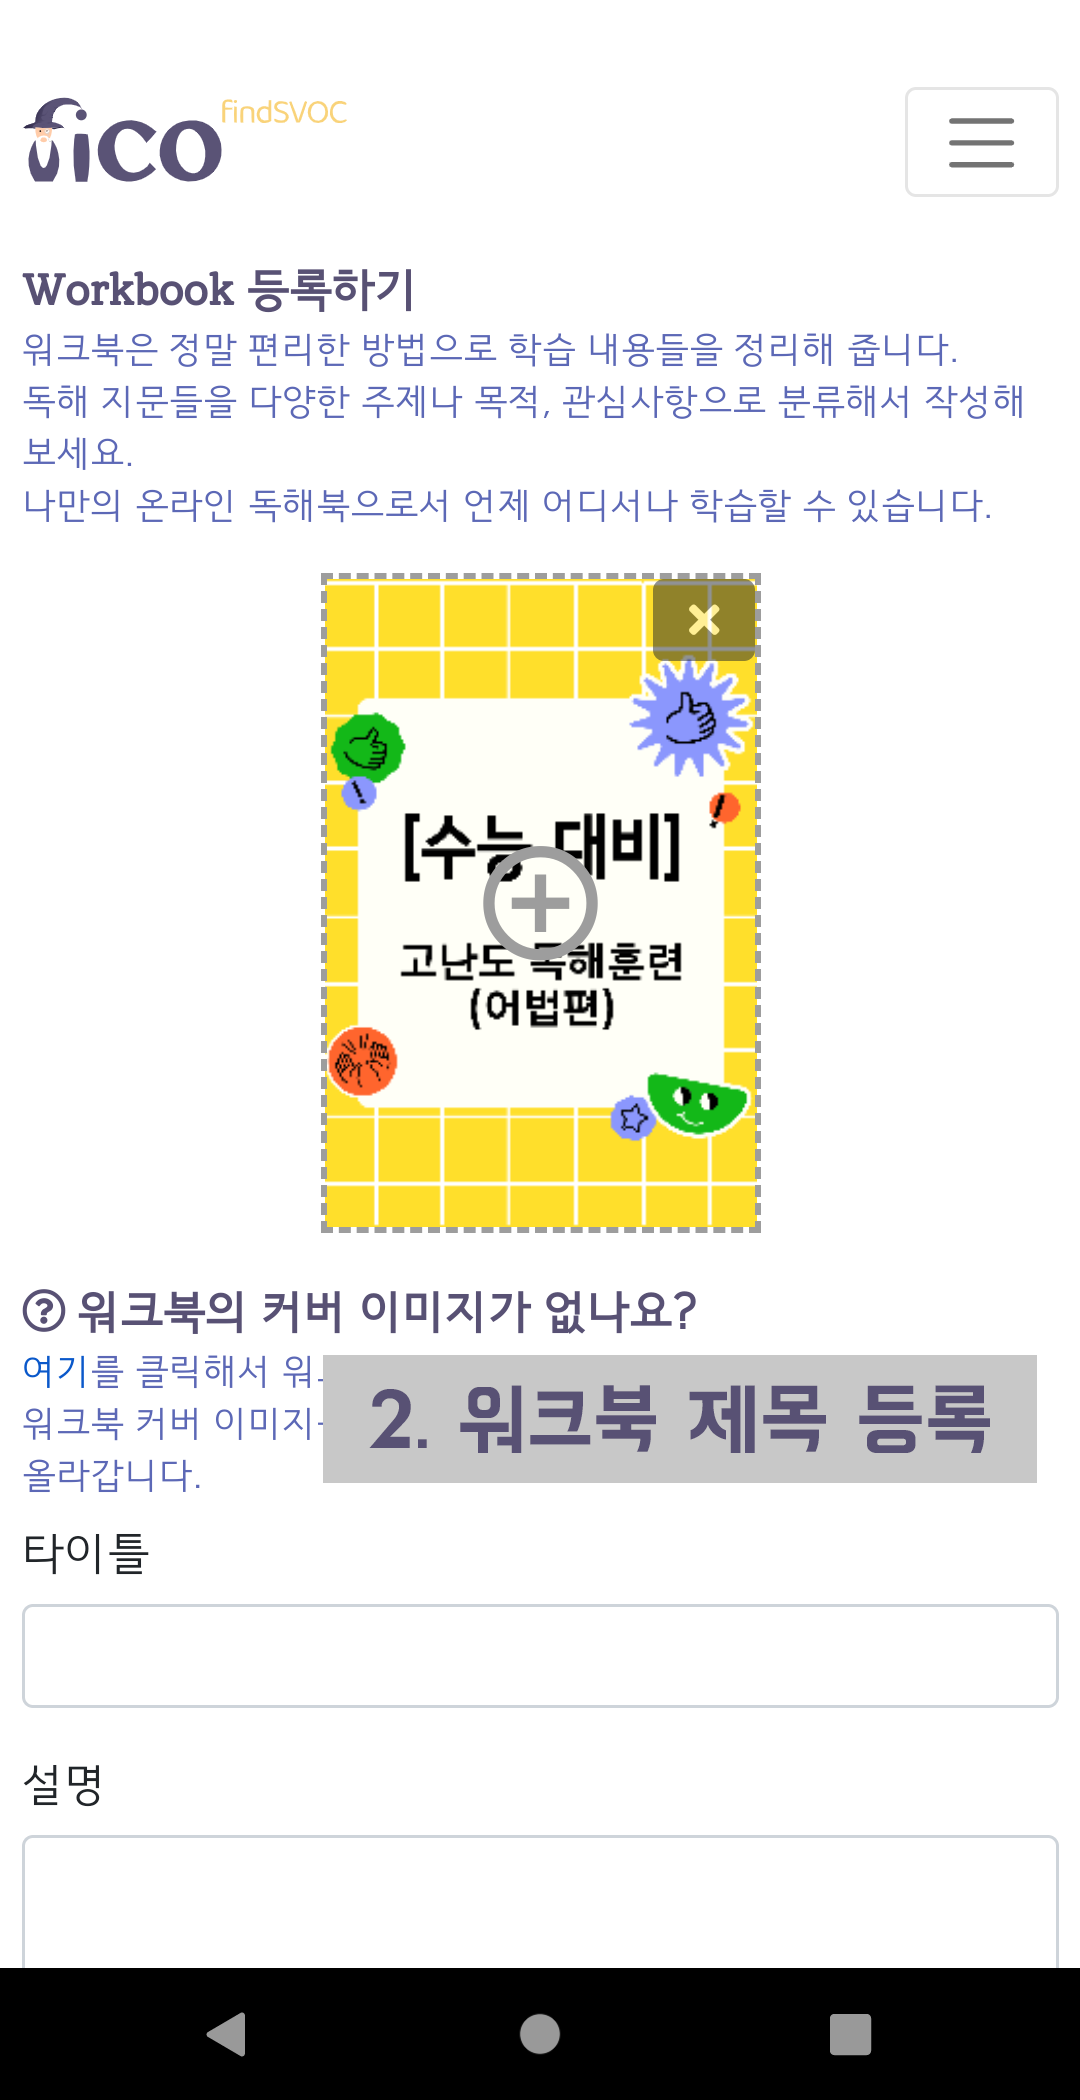 fico findSVOC
Workbook 등록하기
워크북은 정말 편리한 방법으로 학습 내용들을 정리해 줍니다.
독해 지문들을 다양한 주제나 목적, 관심사항으로 분류해서 작성해
보세요.
나만의 온라인 독해북으로서 언제 어디서나 학습할 수 있습니다.
[수능 대비]
고난도 독해훈련
(어법편)
워크북의 커버 이미지가 없나요?
여기를 클릭해서
2. 워크북 제목 등록
워크북 커버 이미지
올라갑니다.
타이틀
설명